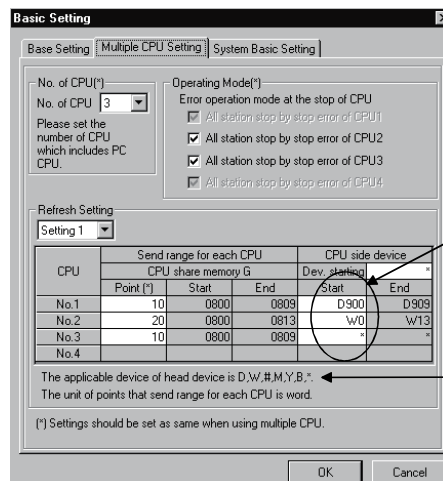 Basic Setting
Base Setting Multiple CPU Setting System Basic Setting
No. of CPU(*)
No. of CPU 3
Please set the
number of CPU
which includes PC
CPU.
Operating Mode(*)
Error operation mode at the stop of CPU
All station stop by stop error of CPU1
All station stop by stop error of CPU2
All station stop by stop error of CPU3
All station stop by stop error of CPU4
Refresh Setting
Setting 1
CPU Send range for each CPU CPU side device
CPU share memory G Dev. starting *
Point (*) Start End Start End
No.1 10 0800 0809 D900 D909
No.2 20 0800 0813 W0 W13
No.3 10 0800 0809 * *
No.4
The applicable device of head device is D,W,#,M,Y,B,*.
The unit of points that send range for each CPU is word.
(*) Settings should be set as same when using multiple CPU.
OK Cancel